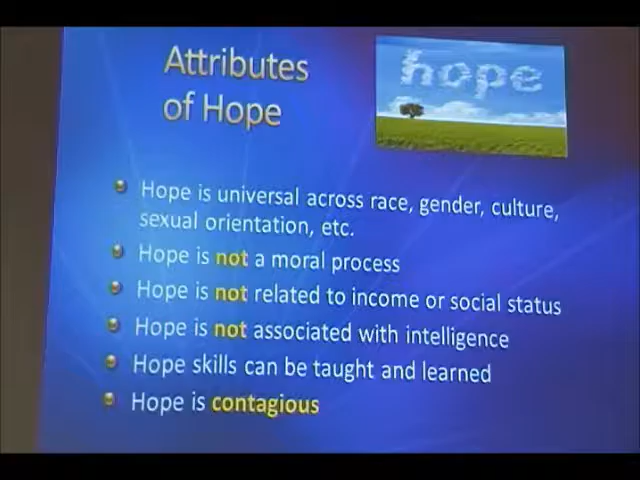 Attributes
of Hope
hope
Hope is universal across race, gender, culture,
sexual orientation, etc.
Hope is not a moral process
Hope is not related to income or social status
Hope is not associated with intelligence
Hope skills can be taught and learned
Hope is contagious